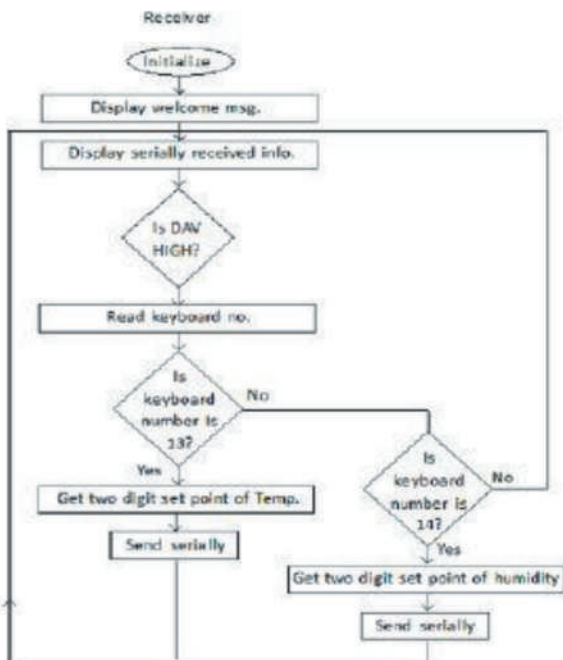 Receiver
Initialize
Display welcome msg.
Display serially received info.
Is DAV
HIGH?
Read keyboard no.
Is
keyboard
number is
13?
No
Yes
Get two digit set point of Temp.
Send serially
Is
keyboard
number is
14?
No
Yes
Get two digit set point of humidity
Send serially